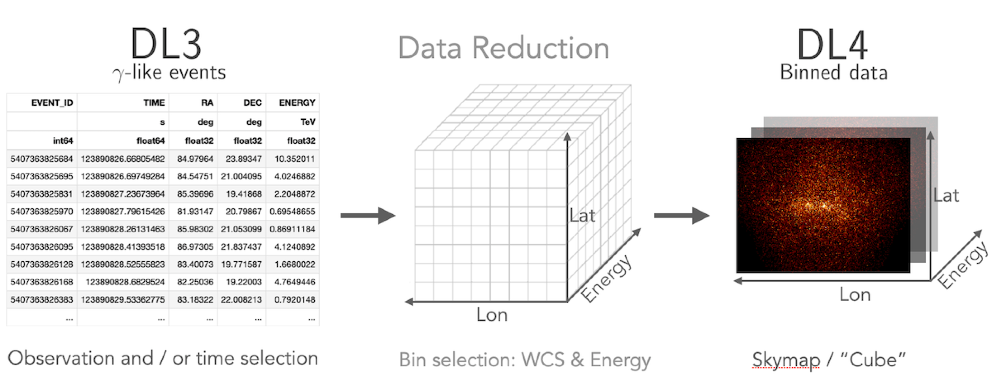 DL3
γ-like events
Data Reduction
DL4
Binned data
EVENT_ID TIME RA DEC ENERGY
s deg deg TeV
int64 float64 float32 float32 float32
5407363825684 123890826.66805482 84.97964 23.89347 10.352011
5407363825695 123890826.69749284 84.54751 21.004095 4.0246882
5407363825831 123890827.23673964 85.39696 19.41868 2.2048872
5407363825970 123890827.79615426 81.93147 20.79867 0.69548655
5407363826067 123890828.26131463 85.98302 21.053099 0.86911184
5407363826095 123890828.41393518 86.97305 21.837437 4.1240892
5407363826128 123890828.52555823 83.40073 19.771587 1.6680022
5407363826168 123890828.6829524 82.25036 19.22003 4.7649446
5407363826383 123890829.53362775 83.18322 22.008213 0.7920148
... ... ... ... ...
Lat
Energy
Lon
Lat
Energy
Lon
Observation and / or time selection
Bin selection: WCS & Energy
Skymap / “Cube”